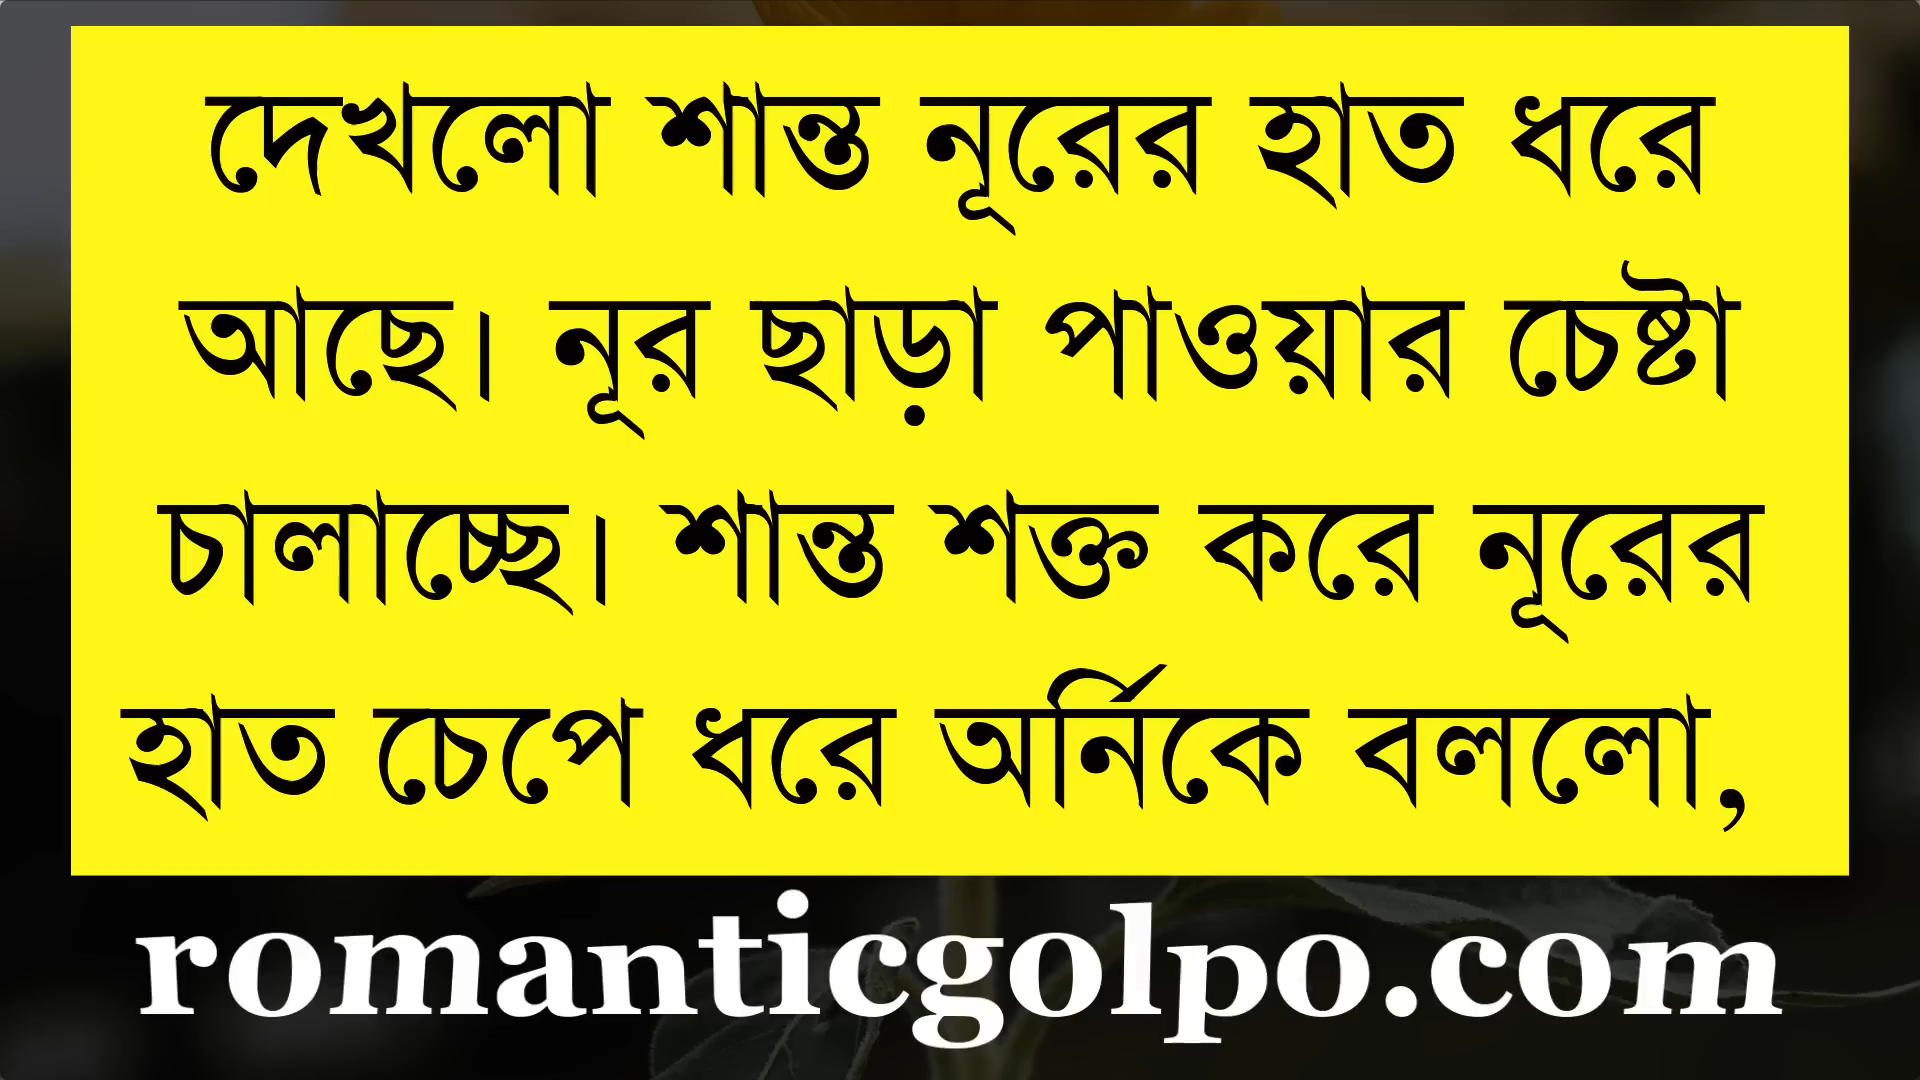 দেখলো শান্ত নূরের হাত ধরে
আছে। নূর ছাড়া পাওয়ার চেষ্টা
চালাচ্ছে। শান্ত শক্ত করে নূরের
হাত চেপে ধরে অর্নিকে বললো,
romanticgolpo.com